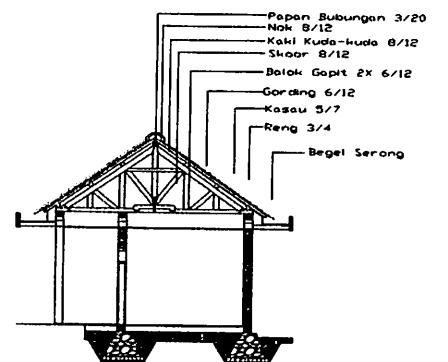 Papan Bubungan 3/20
Nok 8/12
Kaki Kuda-kuda 8/12
Skoor 8/12
Balok Gapit 2X 6/12
Gording 6/12
Kasau 5/7
Reng 3/4
Begel Serong